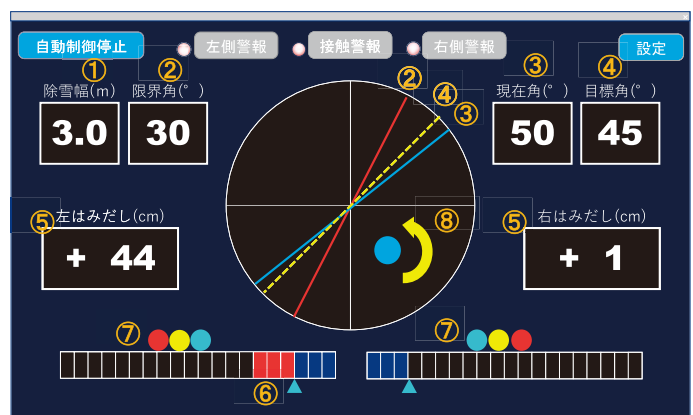 自動制御停止 左側警報 接触警報 右側警報 設定
① ② ② ④ ③ ③ ④
除雪幅(m) 限界角(°) 現在角(°) 目標角(°)
3.0 30 50 45
⑤ 左はみだし(cm) ⑧ ⑤ 右はみだし(cm)
+ 44 + 1
⑦ ⑦
⑥